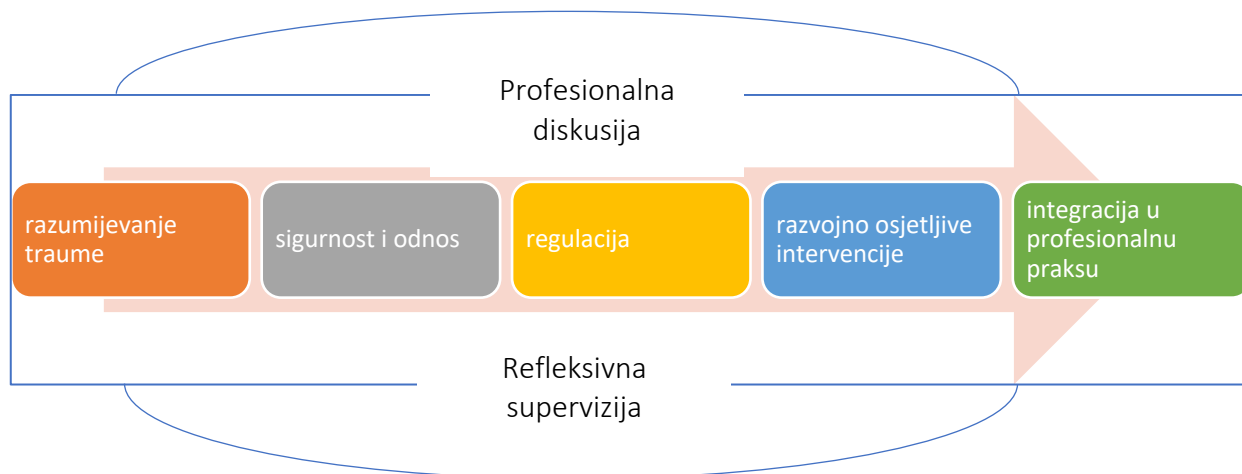 Profesionalna
diskusija
razumijevanje
traume
sigurnost i odnos
regulacija
razvojno osjetljive
intervencije
integracija u
profesionalnu
praksu
Refleksivna
supervizija